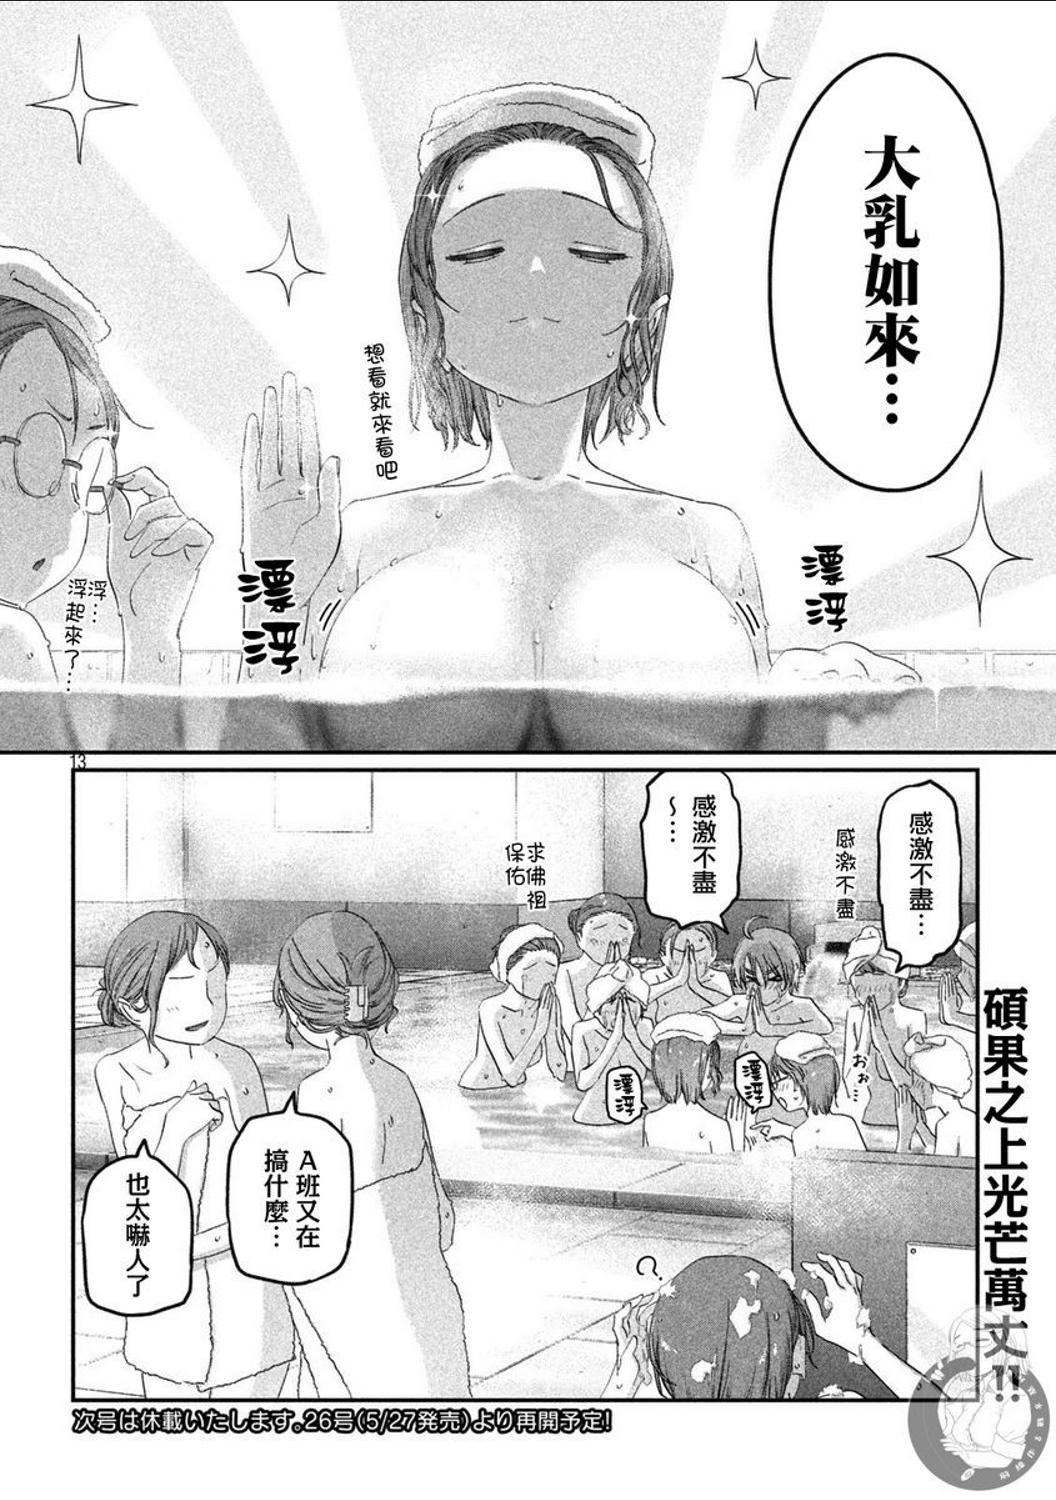 大乳如來…
想看就來看吧
漂浮
漂浮
浮…
浮起來？…
13
感激不盡…
感激不盡
感激不盡
～…
求佛祖
保佑
おぉ…
漂浮
漂浮
A班又在
搞什麼…
也太嚇人了
碩果之上光芒萬丈!!
次号は休載いたします。26号(5/27発売)より再開予定!